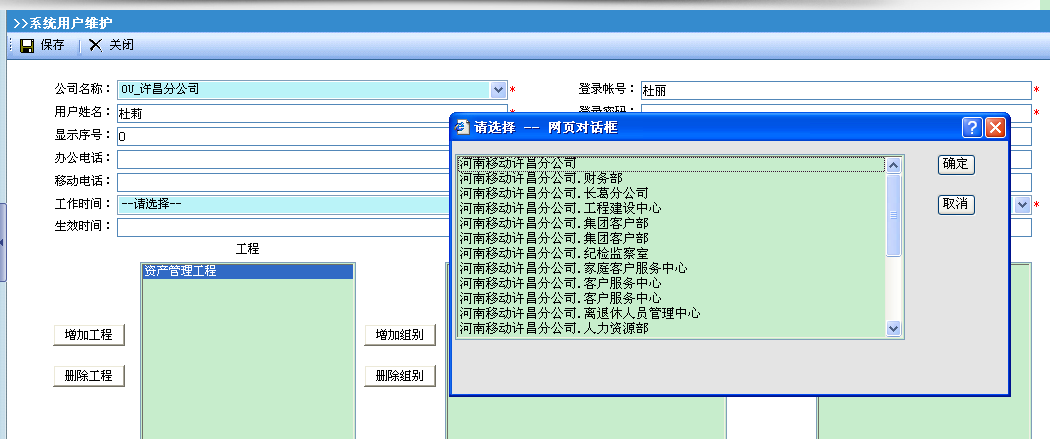 >>系统用户维护
保存 关闭
公司名称： OU_许昌分公司 * 登录帐号： 杜丽 *
用户姓名： 杜莉 * 登录密码： *
显示序号： 0
办公电话：
移动电话：
工作时间： --请选择-- *
生效时间：
工程
资产管理工程
增加工程 增加组别
删除工程 删除组别
请选择 -- 网页对话框
河南移动许昌分公司
河南移动许昌分公司.财务部
河南移动许昌分公司.长葛分公司
河南移动许昌分公司.工程建设中心
河南移动许昌分公司.集团客户部
河南移动许昌分公司.集团客户部
河南移动许昌分公司.纪检监察室
河南移动许昌分公司.家庭客户服务中心
河南移动许昌分公司.客户服务中心
河南移动许昌分公司.客户服务中心
河南移动许昌分公司.离退休人员管理中心
河南移动许昌分公司.人力资源部
确定
取消